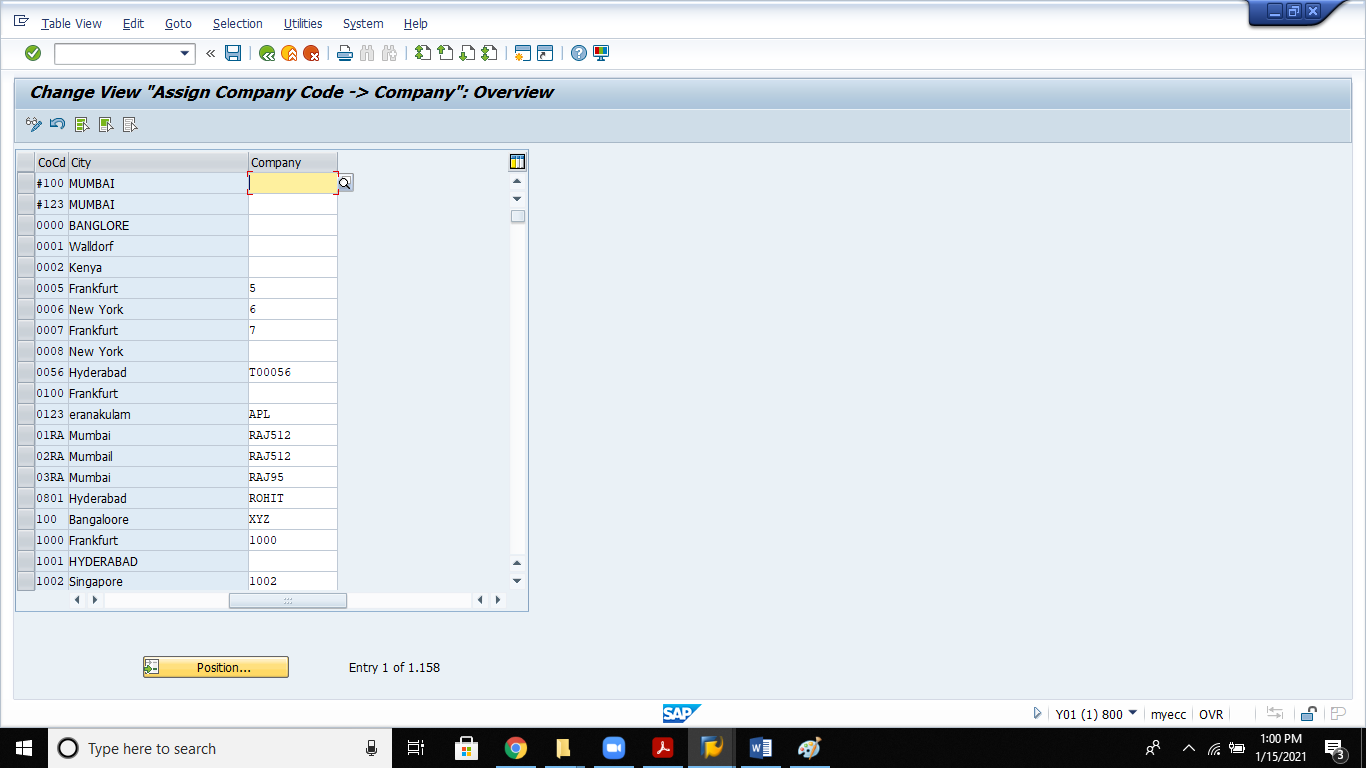 Table View Edit Goto Selection Utilities System Help
Change View "Assign Company Code -> Company": Overview
CoCd City Company
#100 MUMBAI
#123 MUMBAI
0000 BANGLORE
0001 Walldorf
0002 Kenya
0005 Frankfurt 5
0006 New York 6
0007 Frankfurt 7
0008 New York
0056 Hyderabad T00056
0100 Frankfurt
0123 eranakulam APL
01RA Mumbai RAJ512
02RA Mumbail RAJ512
03RA Mumbai RAJ95
0801 Hyderabad ROHIT
100 Bangaloore XYZ
1000 Frankfurt 1000
1001 HYDERABAD
1002 Singapore 1002
Position... Entry 1 of 1.158
SAP Y01 (1) 800 myecc OVR
Type here to search 1:00 PM
1/15/2021 3